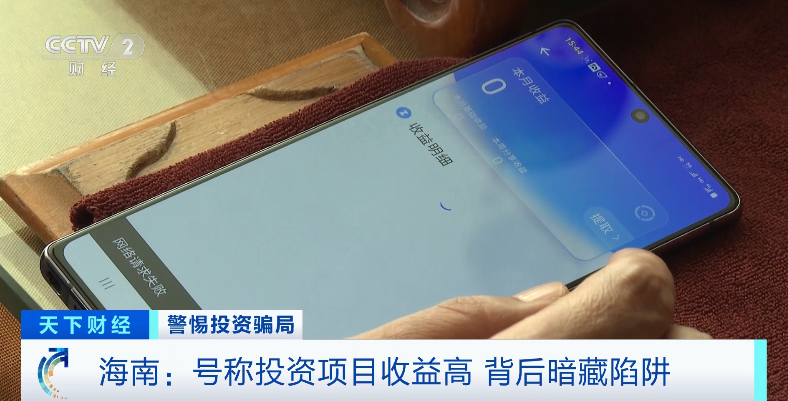 CCTV 2
财经
15:44
本月收益
0
收益明细
提取 >
网络请求失败
天下财经
警惕投资骗局
海南：号称投资项目收益高 背后暗藏陷阱